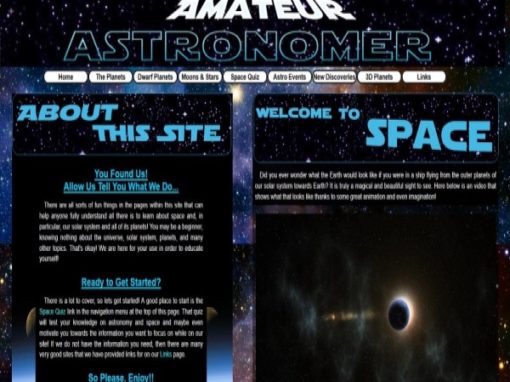 AMATEUR
ASTRONOMER
Home The Planets Dwarf Planets Moons & Stars Space Quiz Astro Events New Discoveries 3D Planets Links
ABOUT
THIS SITE
You Found Us!
Allow Us Tell You What We Do...
There are all sorts of fun things in the pages within this site that can
help anyone fully understand all there is to learn about space and, in
particular, our solar system and all of its planets! You may be a beginner,
knowing nothing about the universe, solar system, planets, and many
other topics. That's okay! We are here for your use in order to educate
yourself!
Ready to Get Started?
There is a lot to cover, so lets get started! A good place to start is the
Space Quiz link in the navigation menu at the top of this page. That quiz
will test your knowledge on astronomy and space and maybe even
motivate you towards the information you want to focus on while on our
site! If we do not have the information you need, then there are many
very good sites that we have provided links for on our Links page.
So Please, Enjoy!!
WELCOME TO
SPACE
Did you ever wonder what the Earth would look like if you were in a ship flying from the outer planets of
our solar system towards Earth? It is truly a magical and beautiful sight to see. Here below is an video that
shows what that looks like thanks to some great animation and even imagination!